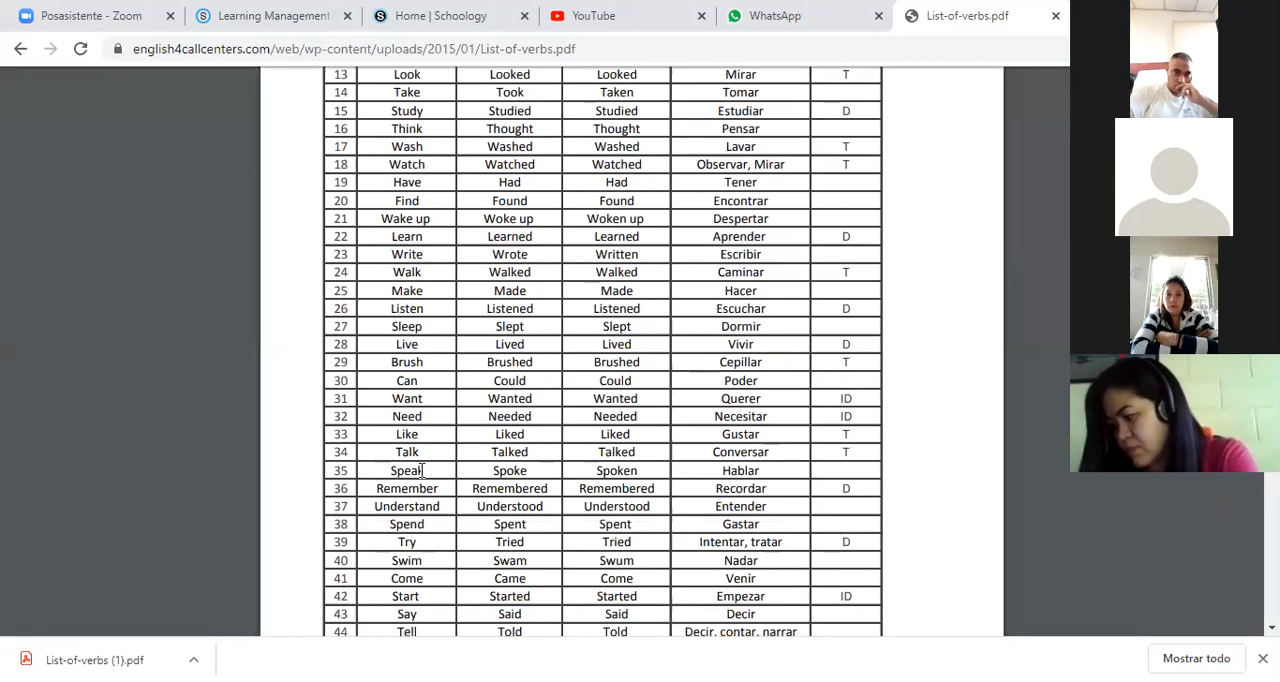 Posasistente - Zoom Learning Management Home | Schoology YouTube WhatsApp List-of-verbs.pdf
english4callcenters.com/web/wp-content/uploads/2015/01/List-of-verbs.pdf
13 Look Looked Looked Mirar T
14 Take Took Taken Tomar
15 Study Studied Studied Estudiar D
16 Think Thought Thought Pensar
17 Wash Washed Washed Lavar T
18 Watch Watched Watched Observar, Mirar T
19 Have Had Had Tener
20 Find Found Found Encontrar
21 Wake up Woke up Woken up Despertar
22 Learn Learned Learned Aprender D
23 Write Wrote Written Escribir
24 Walk Walked Walked Caminar T
25 Make Made Made Hacer
26 Listen Listened Listened Escuchar D
27 Sleep Slept Slept Dormir
28 Live Lived Lived Vivir D
29 Brush Brushed Brushed Cepillar T
30 Can Could Could Poder
31 Want Wanted Wanted Querer ID
32 Need Needed Needed Necesitar ID
33 Like Liked Liked Gustar T
34 Talk Talked Talked Conversar T
35 Speak Spoke Spoken Hablar
36 Remember Remembered Remembered Recordar D
37 Understand Understood Understood Entender
38 Spend Spent Spent Gastar
39 Try Tried Tried Intentar, tratar D
40 Swim Swam Swum Nadar
41 Come Came Come Venir
42 Start Started Started Empezar ID
43 Say Said Said Decir
44 Tell Told Told Decir, contar, narrar
List-of-verbs (1).pdf Mostrar todo